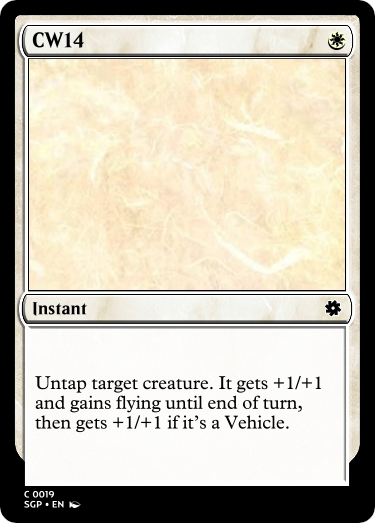 CW14
Instant
Untap target creature. It gets +1/+1
and gains flying until end of turn,
then gets +1/+1 if it's a Vehicle.
C 0019
SGP • EN